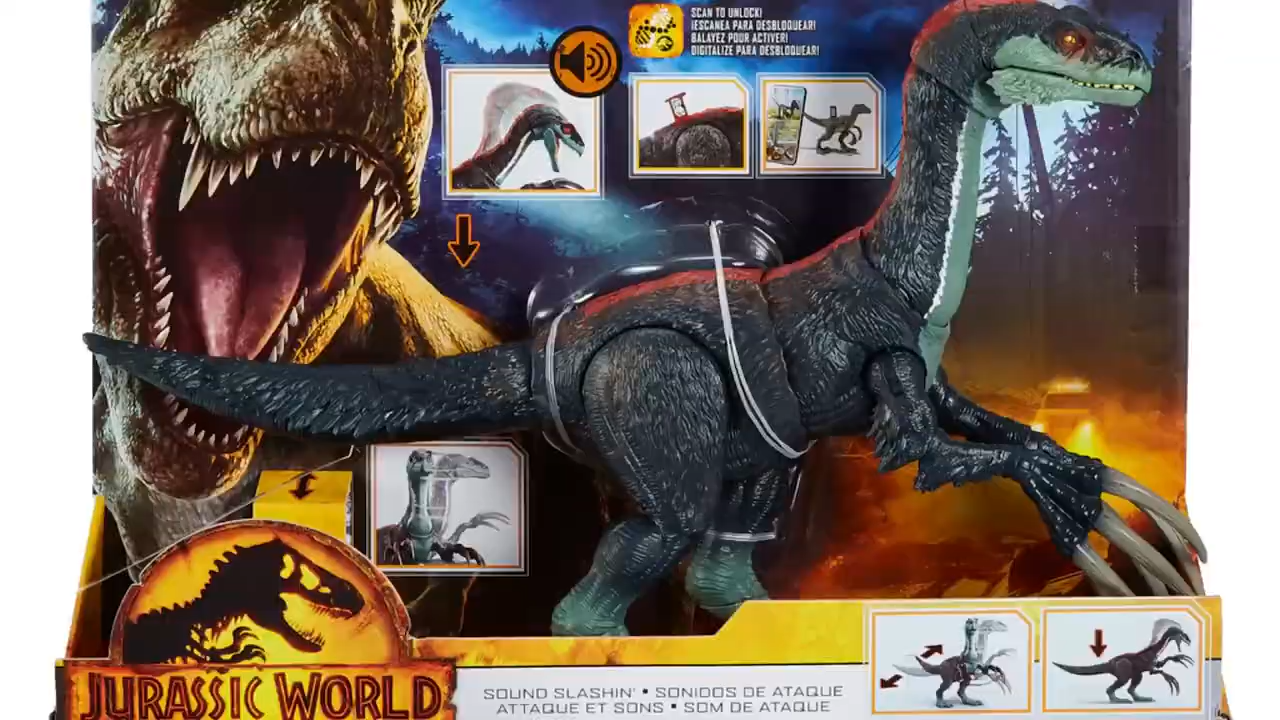 SCAN TO UNLOCK!
¡ESCANEA PARA DESBLOQUEAR!
BALAYEZ POUR ACTIVER!
DIGITALIZE PARA DESBLOQUEAR!
JURASSIC WORLD
SOUND SLASHIN' • SONIDOS DE ATAQUE
ATTAQUE ET SONS • SOM DE ATAQUE